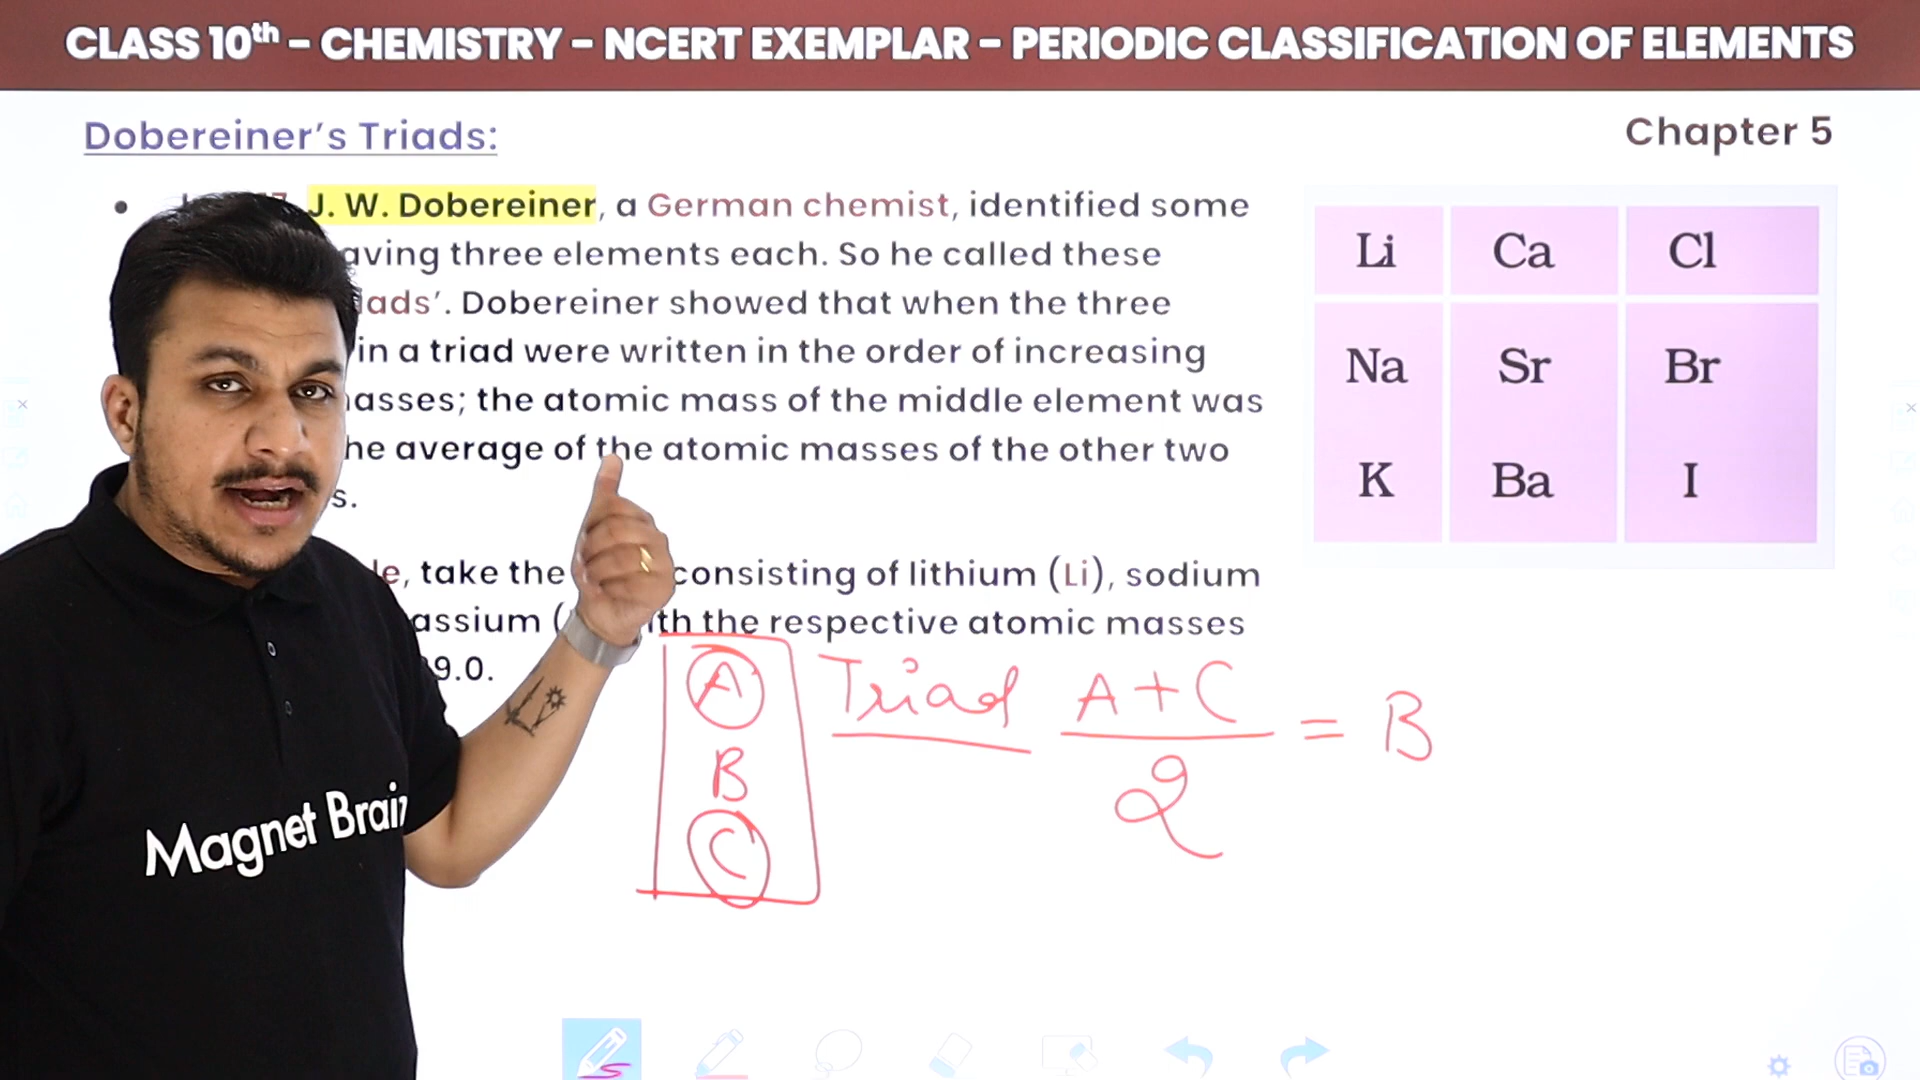 CLASS 10th – CHEMISTRY – NCERT EXEMPLAR – PERIODIC CLASSIFICATION OF ELEMENTS
Dobereiner’s Triads:
Chapter 5
• J. W. Dobereiner, a German chemist, identified some
aving three elements each. So he called these
iads’. Dobereiner showed that when the three
in a triad were written in the order of increasing
asses; the atomic mass of the middle element was
he average of the atomic masses of the other two
s.
le, take the consisting of lithium (Li), sodium
assium ( ith the respective atomic masses
9.0.
Li Ca Cl
Na Sr Br
K Ba I
A
B
C
Triad
A + C
2
= B
Magnet Brain